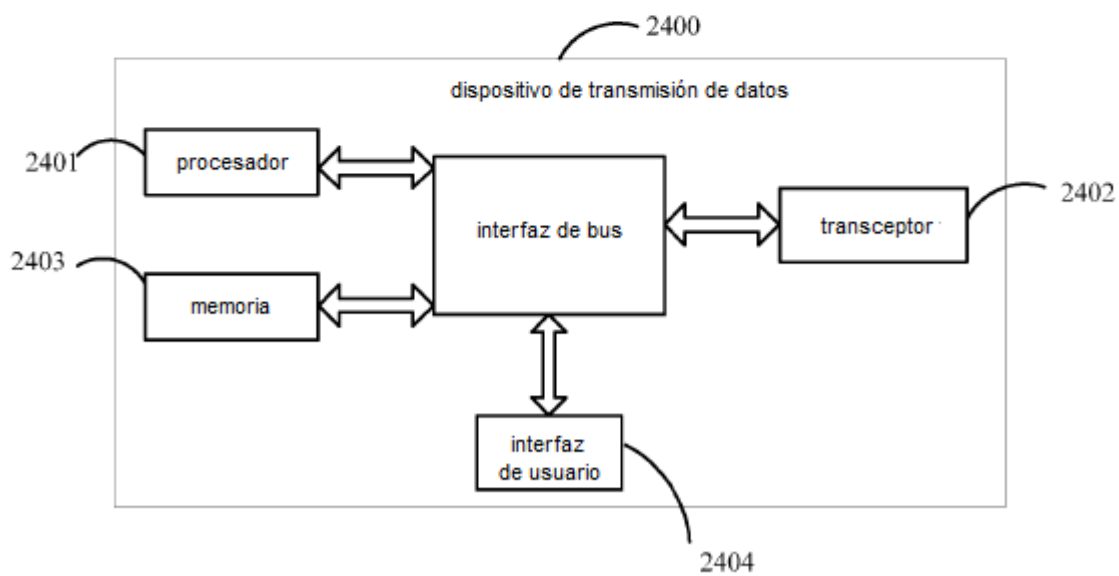 2400
dispositivo de transmisión de datos
2401
procesador
interfaz de bus
transceptor
2402
2403
memoria
interfaz
de usuario
2404